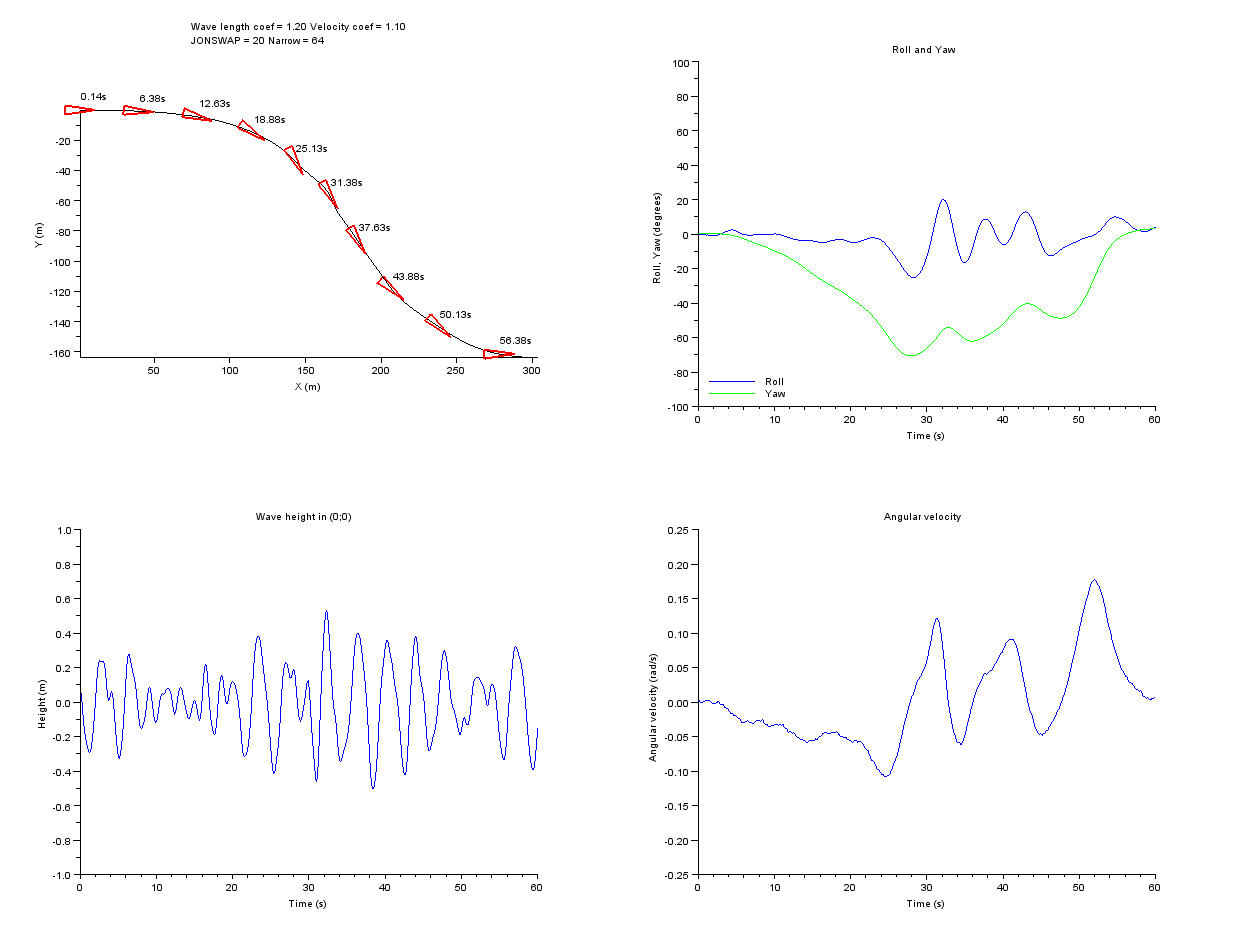 Wave length coef = 1.20 Velocity coef = 1.10
JONSWAP = 20 Narrow = 64
0.14s
6.38s
12.63s
18.88s
25.13s
31.38s
37.63s
43.88s
50.13s
56.38s
-20
-40
-60
-80
-100
-120
-140
-160
Y (m)
50
100
150
200
250
300
X (m)
Roll and Yaw
100
80
60
40
20
0
-20
-40
-60
-80
-100
Roll, Yaw (degrees)
Roll
Yaw
0
10
20
30
40
50
60
Time (s)
Wave height in (0;0)
1.0
0.8
0.6
0.4
0.2
0.0
-0.2
-0.4
-0.6
-0.8
-1.0
Height (m)
0
10
20
30
40
50
60
Time (s)
Angular velocity
0.25
0.20
0.15
0.10
0.05
0.00
-0.05
-0.10
-0.15
-0.20
-0.25
Angular velocity (rad/s)
0
10
20
30
40
50
60
Time (s)